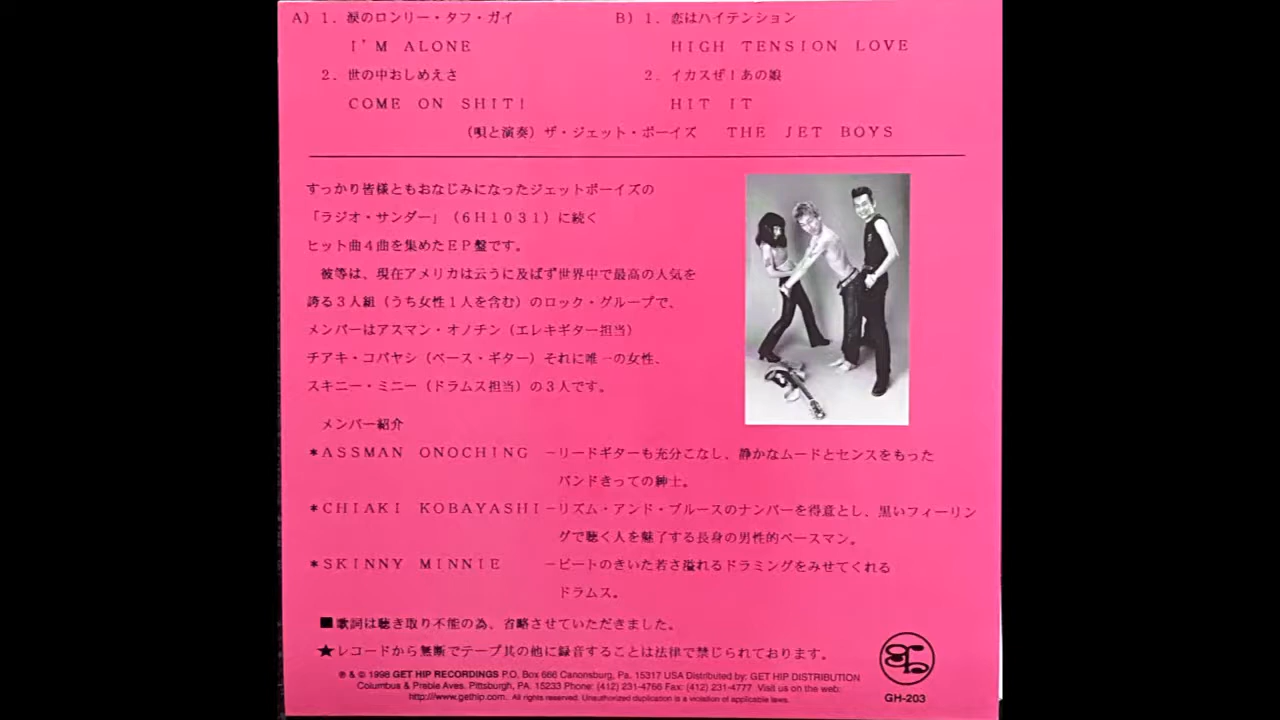 A) 1．涙のロンリー・タフ・ガイ
I'M ALONE
2．世の中おしめえさ
COME ON SHIT!
B) 1．恋はハイテンション
HIGH TENSION LOVE
2．イカスぜ！あの娘
HIT IT
（唄と演奏）ザ・ジェット・ボーイズ THE JET BOYS
すっかり皆様ともおなじみになったジェットボーイズの
「ラジオ・サンダー」（6H1031）に続く
ヒット曲4曲を集めたEP盤です。
彼等は、現在アメリカは云うに及ばず世界中で最高の人気を
誇る3人組（うち女性1人を含む）のロック・グループで、
メンバーはアスマン・オノチン（エレキギター担当）
チアキ・コバヤシ（ベース・ギター）それに唯一の女性、
スキニー・ミニー（ドラムス担当）の3人です。
メンバー紹介
＊ASSMAN ONOCHING －リードギターも充分こなし、静かなムードとセンスをもった
バンドきっての紳士。
＊CHIAKI KOBAYASHI－リズム・アンド・ブルースのナンバーを得意とし、黒いフィーリン
グで聴く人を魅了する長身の男性的ベースマン。
＊SKINNY MINNIE －ビートのきいた若さ溢れるドラミングをみせてくれる
ドラムス。
■歌詞は聴き取り不能の為、省略させていただきました。
★レコードから無断でテープ其の他に録音することは法律で禁じられております。
℗ & © 1998 GET HIP RECORDINGS P.O. Box 666 Canonsburg, Pa. 15317 USA Distributed by: GET HIP DISTRIBUTION
Columbus & Preble Aves. Pittsburgh, PA. 15233 Phone: (412) 231-4766 Fax: (412) 231-4777 Visit us on the web:
http:///www.gethip.com. All rights reserved. Unauthorized duplication is a violation of applicable laws.
GH-203